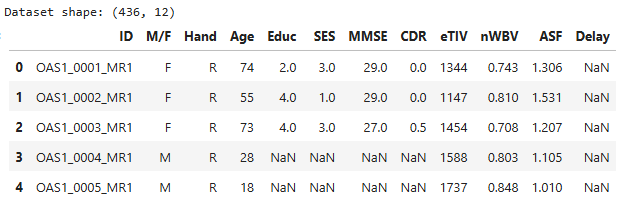 Dataset shape: (436, 12)
ID M/F Hand Age Educ SES MMSE CDR eTIV nWBV ASF Delay
0 OAS1_0001_MR1 F R 74 2.0 3.0 29.0 0.0 1344 0.743 1.306 NaN
1 OAS1_0002_MR1 F R 55 4.0 1.0 29.0 0.0 1147 0.810 1.531 NaN
2 OAS1_0003_MR1 F R 73 4.0 3.0 27.0 0.5 1454 0.708 1.207 NaN
3 OAS1_0004_MR1 M R 28 NaN NaN NaN NaN 1588 0.803 1.105 NaN
4 OAS1_0005_MR1 M R 18 NaN NaN NaN NaN 1737 0.848 1.010 NaN